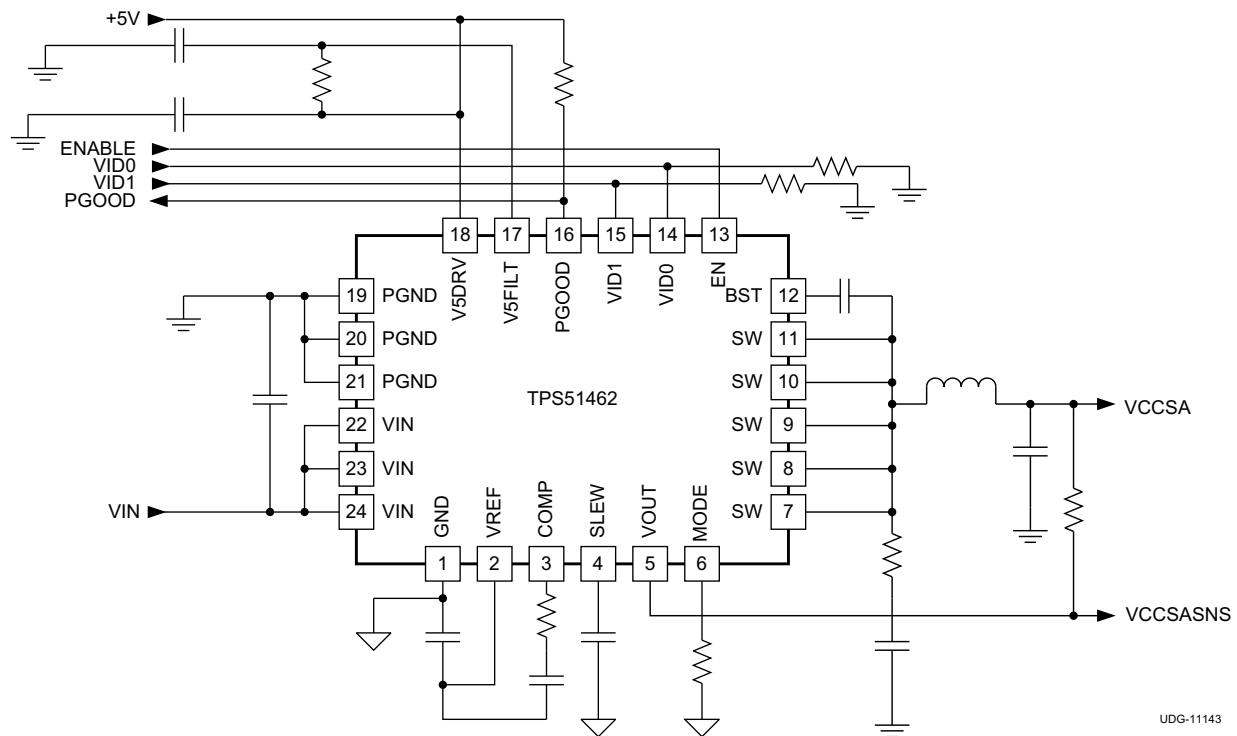 +5V
ENABLE
VID0
VID1
PGOOD
18 17 16 15 14 13
V5DRV V5FILT PGOOD VID1 VID0 EN
19 PGND
20 PGND
21 PGND
22 VIN
23 VIN
24 VIN
VIN
TPS51462
BST 12
SW 11
SW 10
SW 9
SW 8
SW 7
VCCSA
GND VREF COMP SLEW VOUT MODE
1 2 3 4 5 6
VCCSASNS
UDG-11143